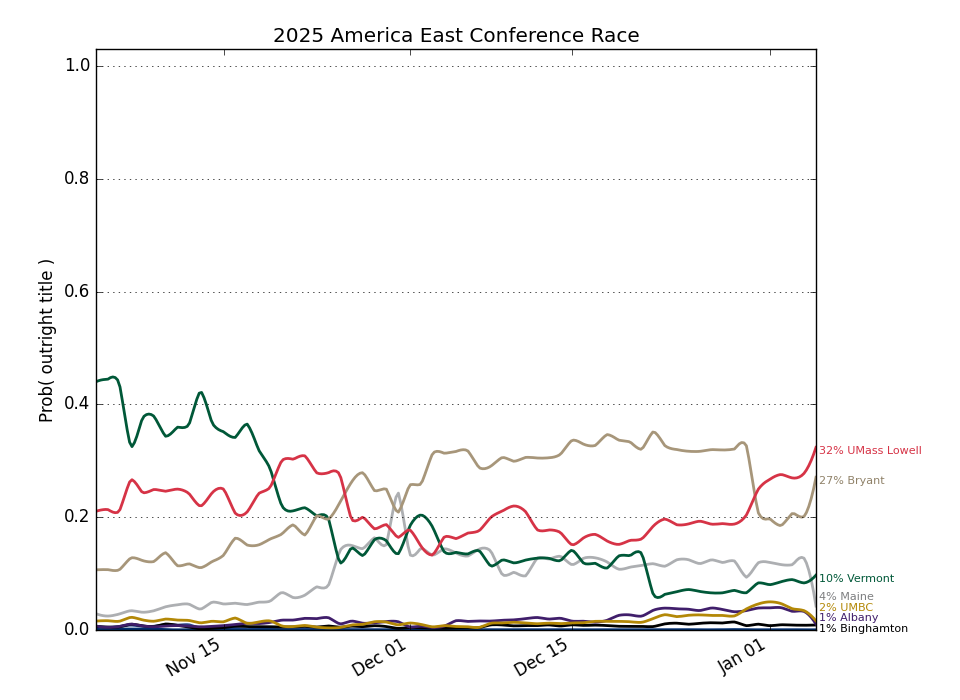 2025 America East Conference Race
1.0
0.8
0.6
0.4
0.2
0.0
Prob( outright title )
Nov 15
Dec 01
Dec 15
Jan 01
32% UMass Lowell
27% Bryant
10% Vermont
4% Maine
2% UMBC
1% Albany
1% Binghamton